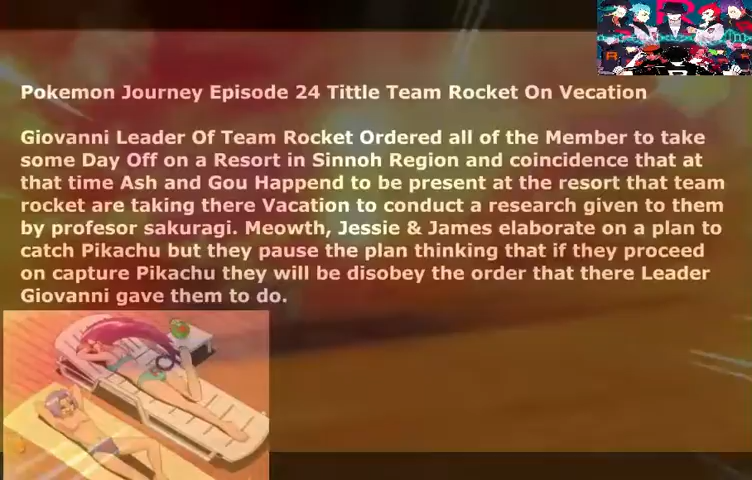 Pokemon Journey Episode 24 Tittle Team Rocket On Vecation
Giovanni Leader Of Team Rocket Ordered all of the Member to take
some Day Off on a Resort in Sinnoh Region and coincidence that at
that time Ash and Gou Happend to be present at the resort that team
rocket are taking there Vacation to conduct a research given to them
by profesor sakuragi. Meowth, Jessie & James elaborate on a plan to
catch Pikachu but they pause the plan thinking that if they proceed
on capture Pikachu they will be disobey the order that there Leader
Giovanni gave them to do.